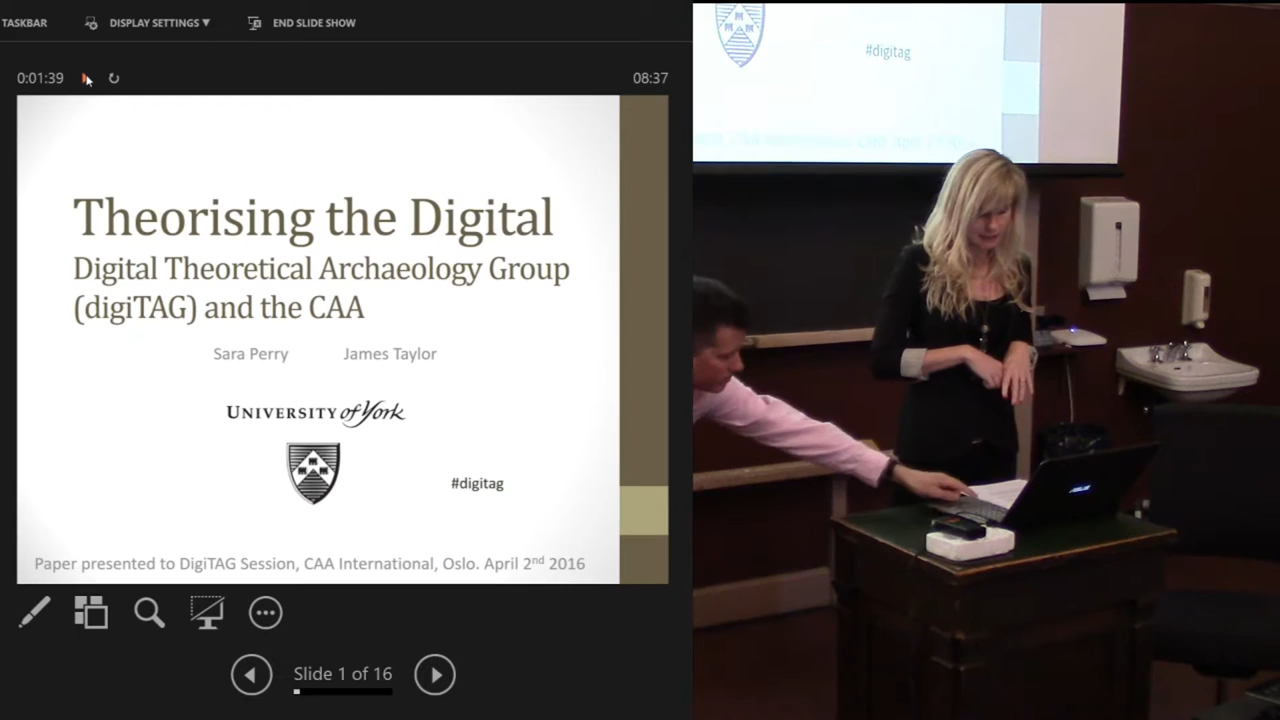 TASKBAR
DISPLAY SETTINGS ▼
END SLIDE SHOW
0:01:39
08:37
Theorising the Digital
Digital Theoretical Archaeology Group
(digiTAG) and the CAA
Sara Perry James Taylor
UNIVERSITY of York
#digitag
Paper presented to DigiTAG Session, CAA International, Oslo. April 2nd 2016
Slide 1 of 16
#digitag
ASUS